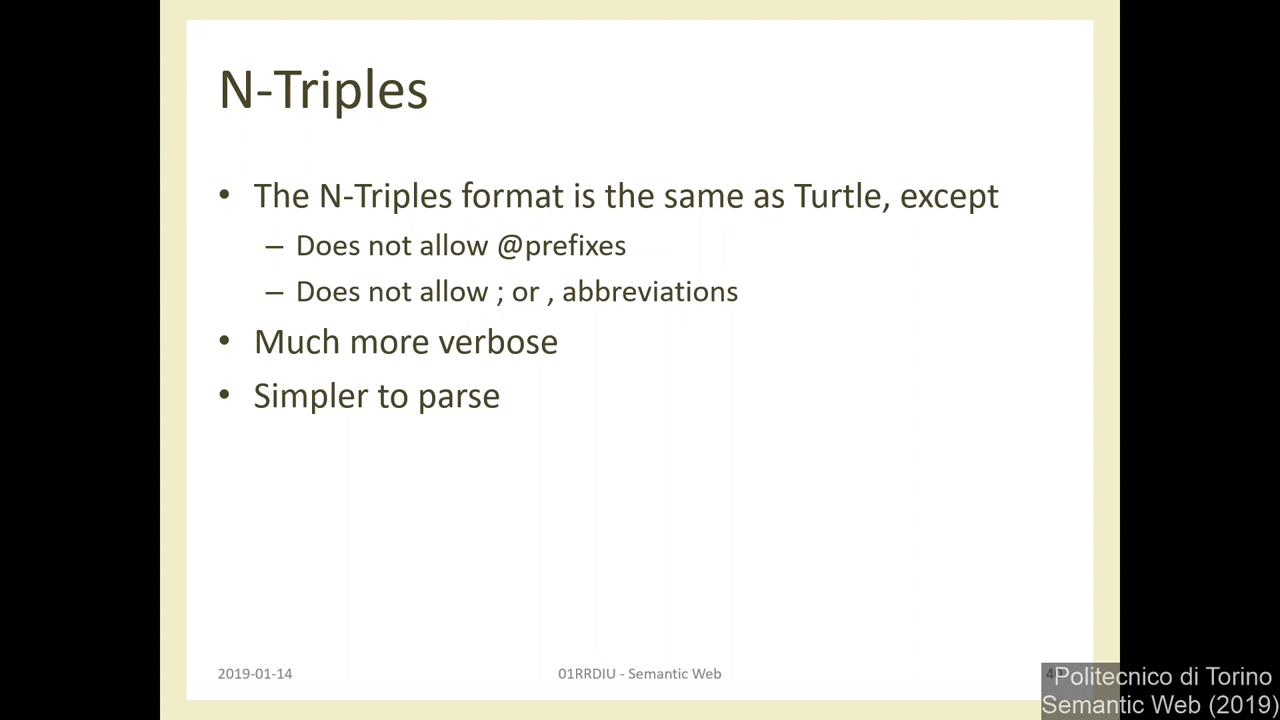 N-Triples
• The N-Triples format is the same as Turtle, except
– Does not allow @prefixes
– Does not allow ; or , abbreviations
• Much more verbose
• Simpler to parse
2019-01-14
01RRDIU - Semantic Web
Politecnico di Torino
Semantic Web (2019)